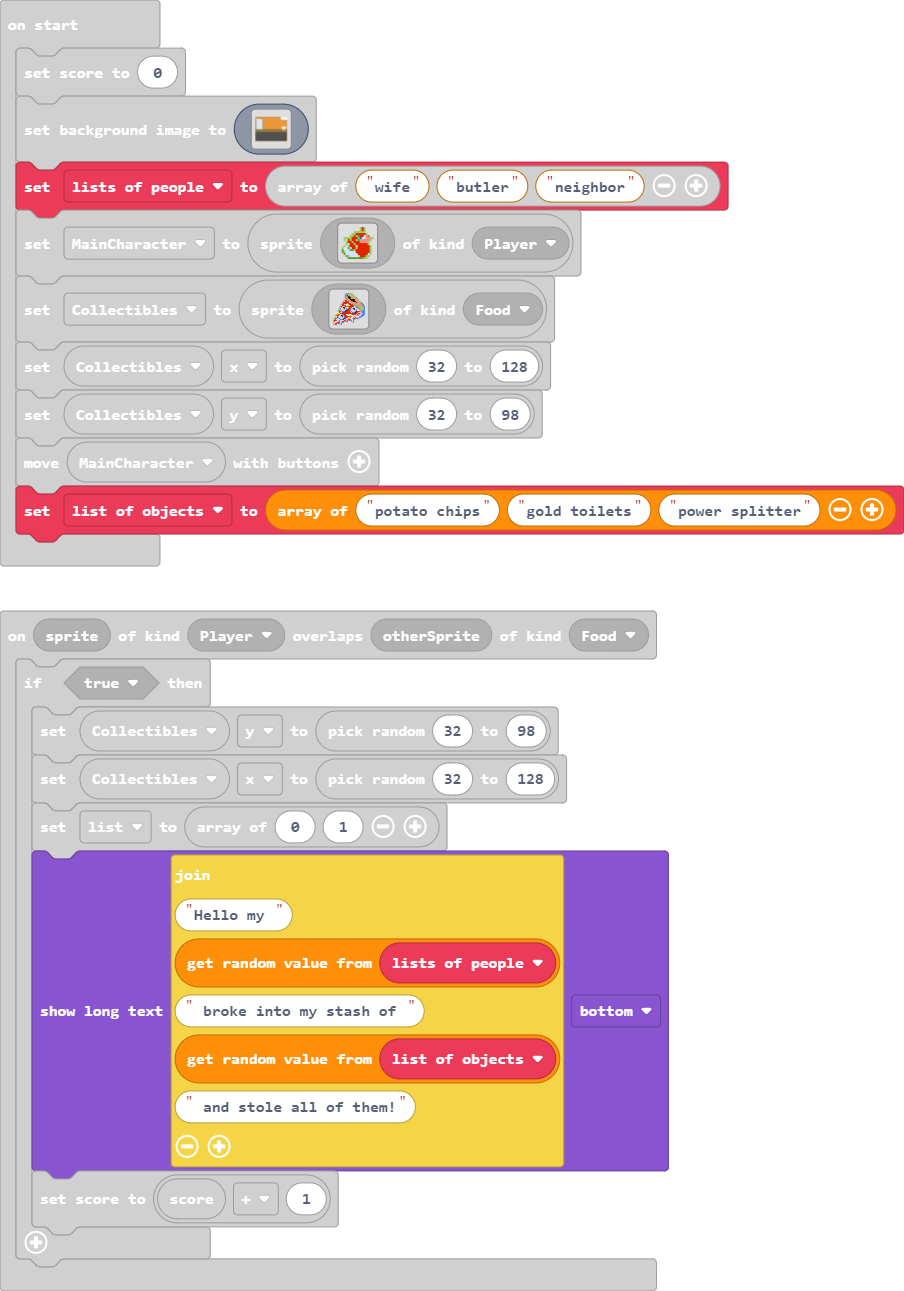 on start
set score to 0
set background image to
set lists of people to array of "wife" "butler" "neighbor"
set MainCharacter to sprite of kind Player
set Collectibles to sprite of kind Food
set Collectibles x to pick random 32 to 128
set Collectibles y to pick random 32 to 98
move MainCharacter with buttons
set list of objects to array of "potato chips" "gold toilets" "power splitter"
on sprite of kind Player overlaps otherSprite of kind Food
if true then
set Collectibles y to pick random 32 to 98
set Collectibles x to pick random 32 to 128
set list to array of 0 1
join
"Hello my "
get random value from lists of people
show long text " broke into my stash of " bottom
get random value from list of objects
" and stole all of them!"
set score to score + 1